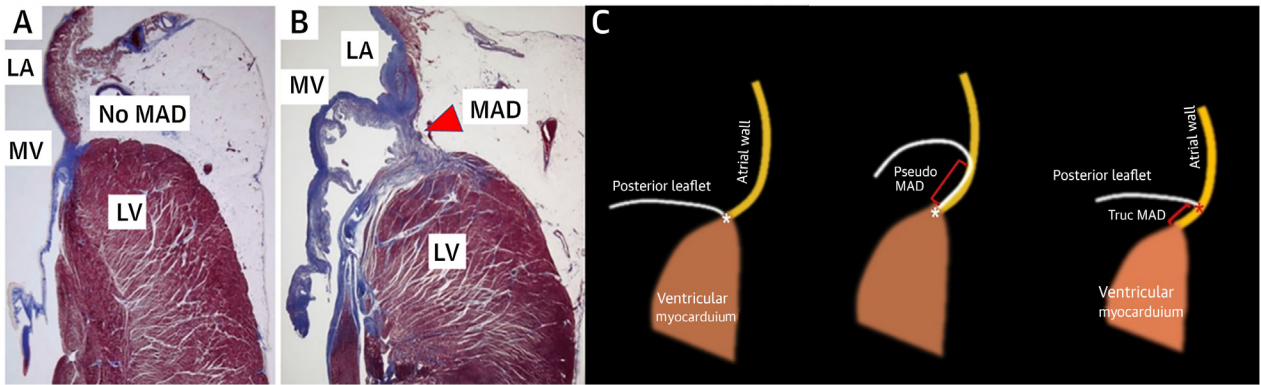 A
LA
No MAD
MV
LV
B
LA
MV
MAD
LV
C
Posterior leaflet
Atrial wall
*
Ventricular
myocarduium
Pseudo
MAD
*
Posterior leaflet
Atrial wall
*
Truc MAD
Ventricular
myocarduium